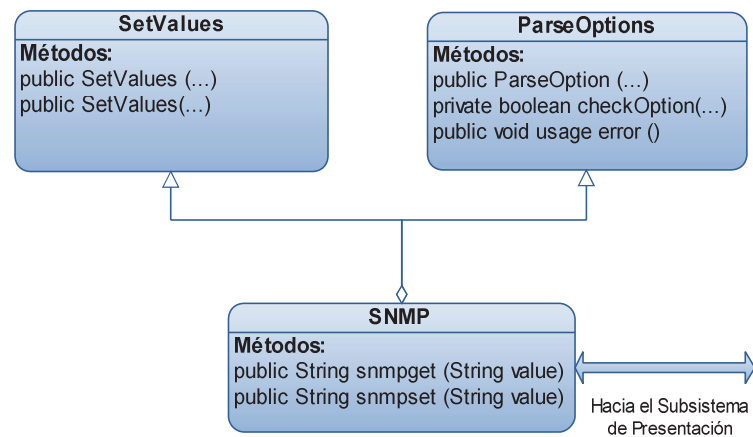 SetValues
Métodos:
public SetValues (...)
public SetValues(...)
ParseOptions
Métodos:
public ParseOption (...)
private boolean checkOption(...)
public void usage error ()
SNMP
Métodos:
public String snmpget (String value)
public String snmpset (String value)
Hacia el Subsistema
de Presentación